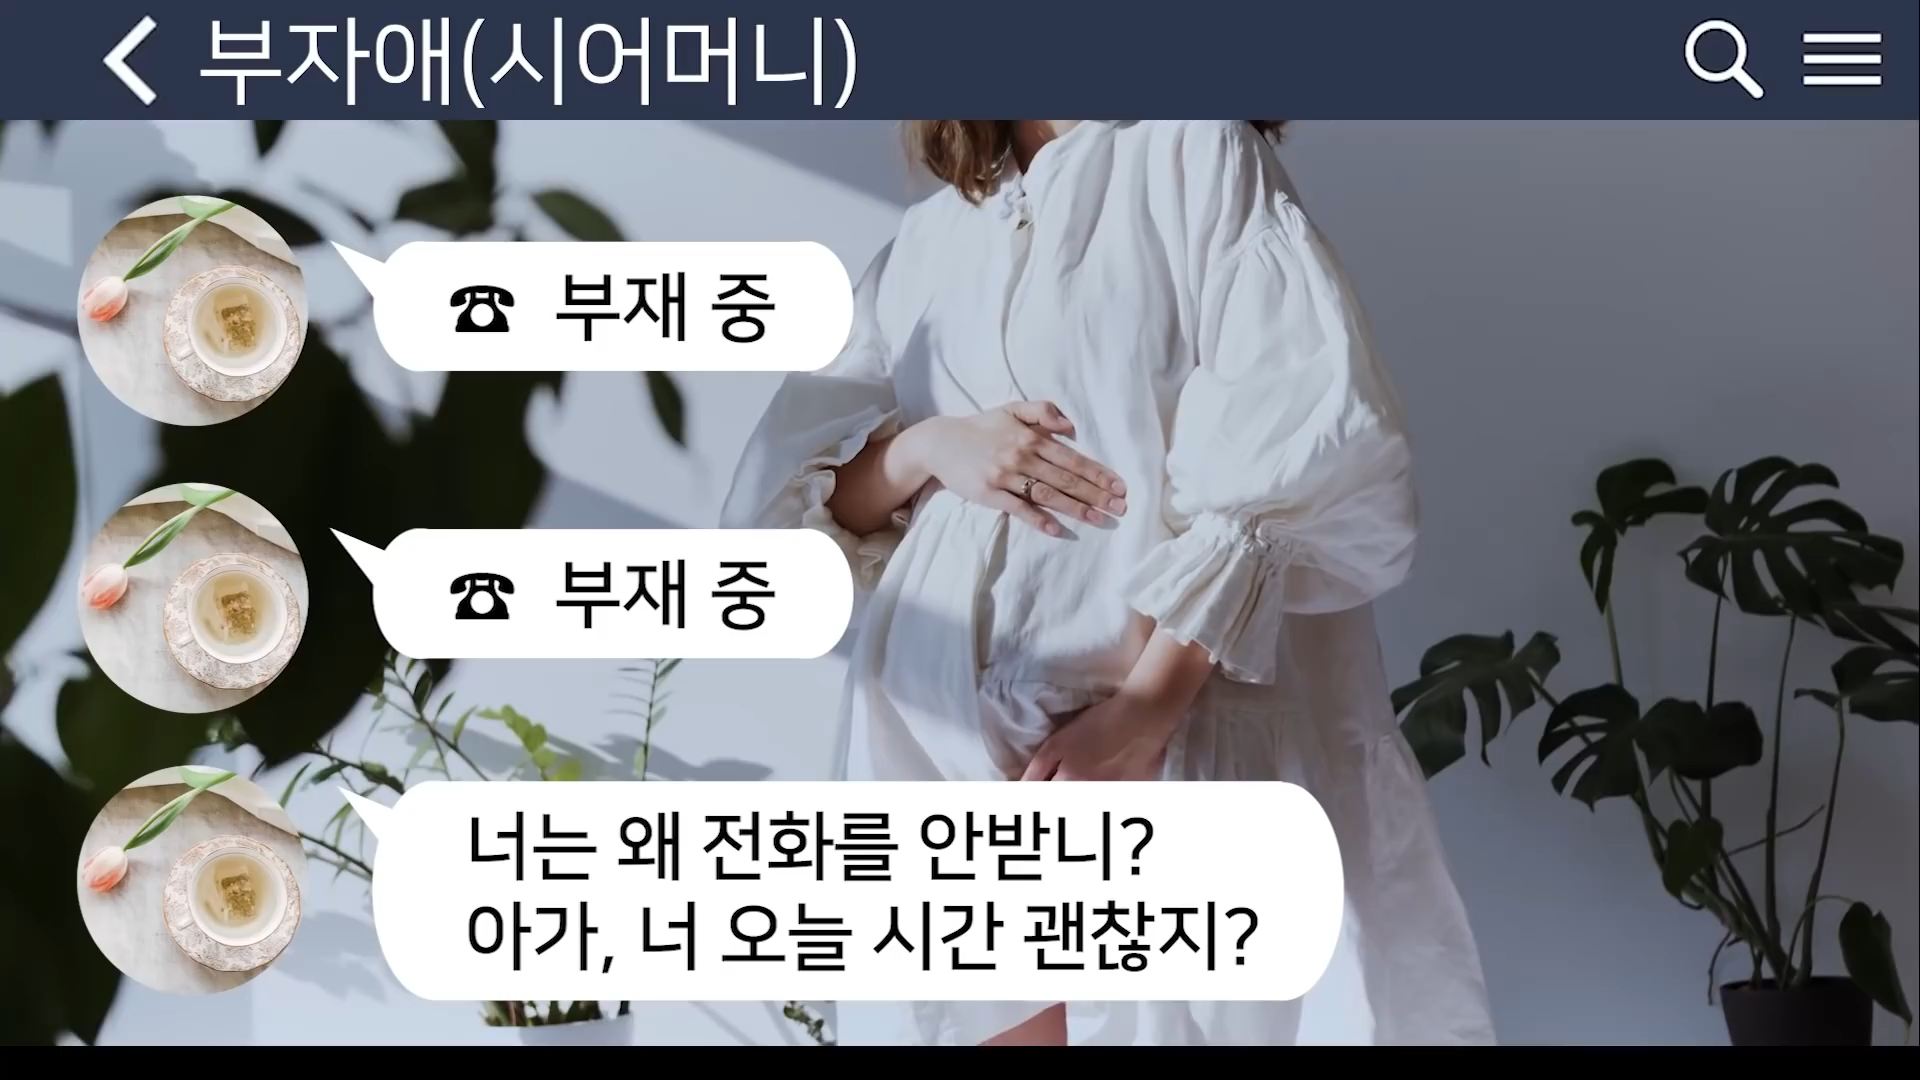 부자애(시어머니)
☎ 부재 중
☎ 부재 중
너는 왜 전화를 안받니?
아가, 너 오늘 시간 괜찮지?